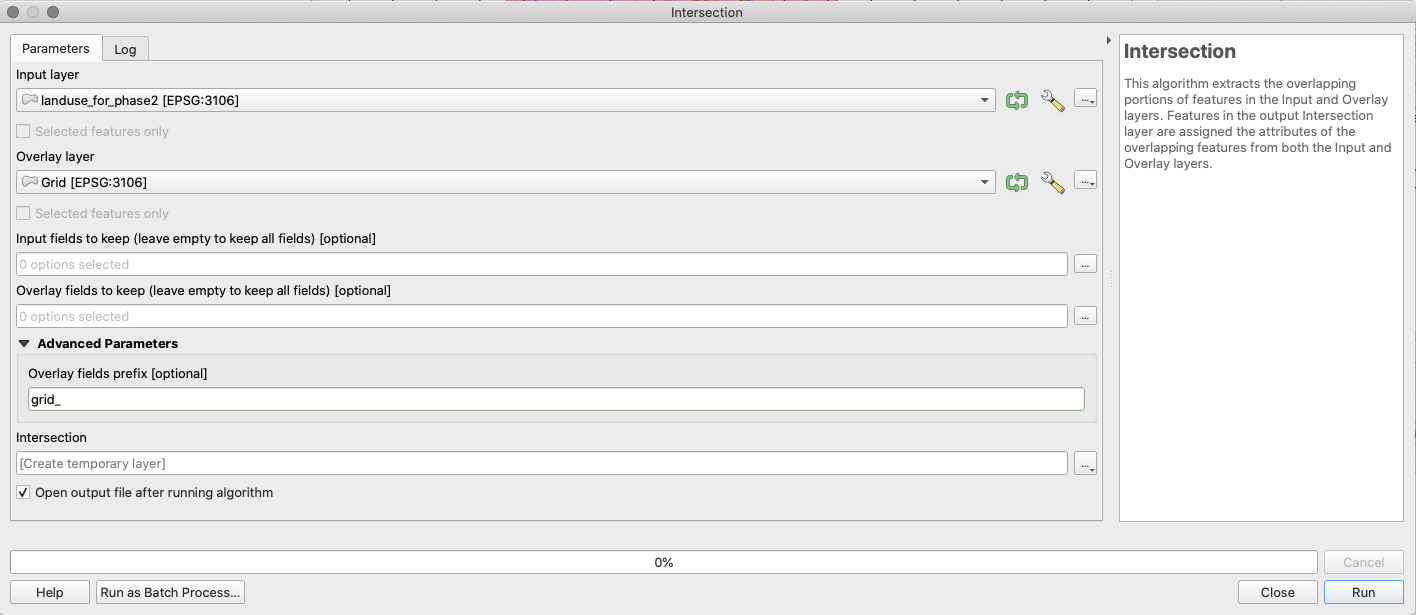 Intersection
Parameters
Log
Input layer
landuse_for_phase2 [EPSG:3106]
...
Selected features only
Overlay layer
Grid [EPSG:3106]
...
Selected features only
Input fields to keep (leave empty to keep all fields) [optional]
0 options selected
...
Overlay fields to keep (leave empty to keep all fields) [optional]
0 options selected
...
Advanced Parameters
Overlay fields prefix [optional]
grid_
Intersection
[Create temporary layer]
...
Open output file after running algorithm
Intersection
This algorithm extracts the overlapping
portions of features in the Input and Overlay
layers. Features in the output Intersection
layer are assigned the attributes of the
overlapping features from both the Input and
Overlay layers.
0%
Cancel
Help
Run as Batch Process...
Close
Run